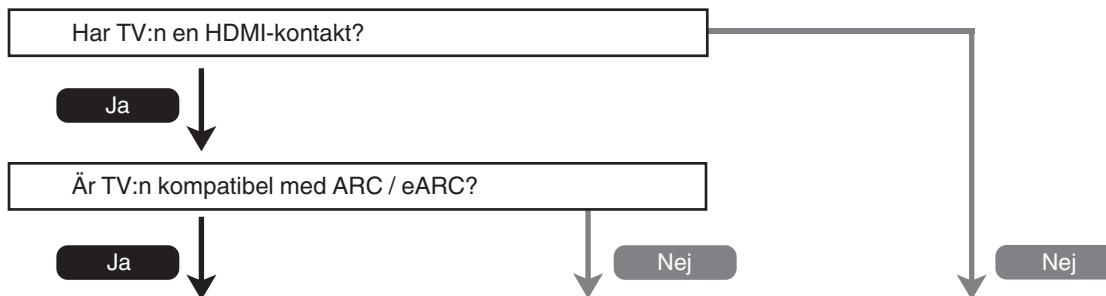 Har TV:n en HDMI-kontakt?
Ja
Är TV:n kompatibel med ARC / eARC?
Ja
Nej
Nej